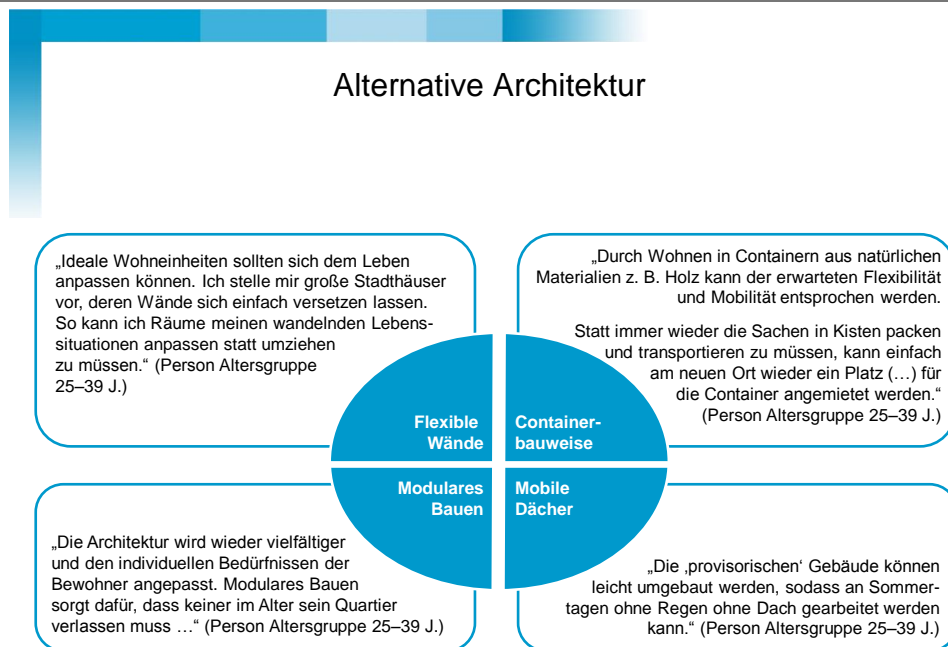 Alternative Architektur
„Ideale Wohneinheiten sollten sich dem Leben
anpassen können. Ich stelle mir große Stadthäuser
vor, deren Wände sich einfach versetzen lassen.
So kann ich Räume meinen wandelnden Lebens-
situationen anpassen statt umziehen
zu müssen.“ (Person Altersgruppe
25–39 J.)
„Durch Wohnen in Containern aus natürlichen
Materialien z. B. Holz kann der erwarteten Flexibilität
und Mobilität entsprochen werden.
Statt immer wieder die Sachen in Kisten packen
und transportieren zu müssen, kann einfach
am neuen Ort wieder ein Platz (…) für
die Container angemietet werden.“
(Person Altersgruppe 25–39 J.)
Flexible
Wände
Container-
bauweise
Modulares
Bauen
Mobile
Dächer
„Die Architektur wird wieder vielfältiger
und den individuellen Bedürfnissen der
Bewohner angepasst. Modulares Bauen
sorgt dafür, dass keiner im Alter sein Quartier
verlassen muss …“ (Person Altersgruppe 25–39 J.)
„Die ‚provisorischen‘ Gebäude können
leicht umgebaut werden, sodass an Sommer-
tagen ohne Regen ohne Dach gearbeitet werden
kann.“ (Person Altersgruppe 25–39 J.)